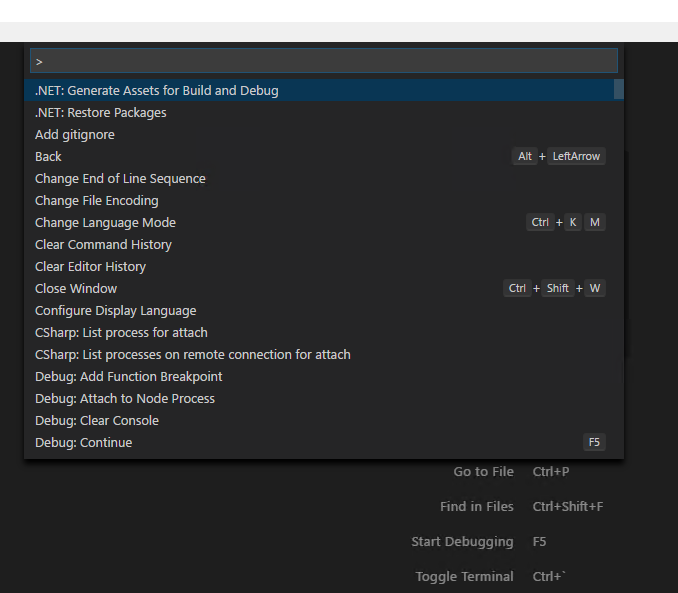 >
.NET: Generate Assets for Build and Debug
.NET: Restore Packages
Add gitignore
Back Alt + LeftArrow
Change End of Line Sequence
Change File Encoding
Change Language Mode Ctrl + K M
Clear Command History
Clear Editor History
Close Window Ctrl + Shift + W
Configure Display Language
CSharp: List process for attach
CSharp: List processes on remote connection for attach
Debug: Add Function Breakpoint
Debug: Attach to Node Process
Debug: Clear Console
Debug: Continue F5
Go to File Ctrl+P
Find in Files Ctrl+Shift+F
Start Debugging F5
Toggle Terminal Ctrl+`